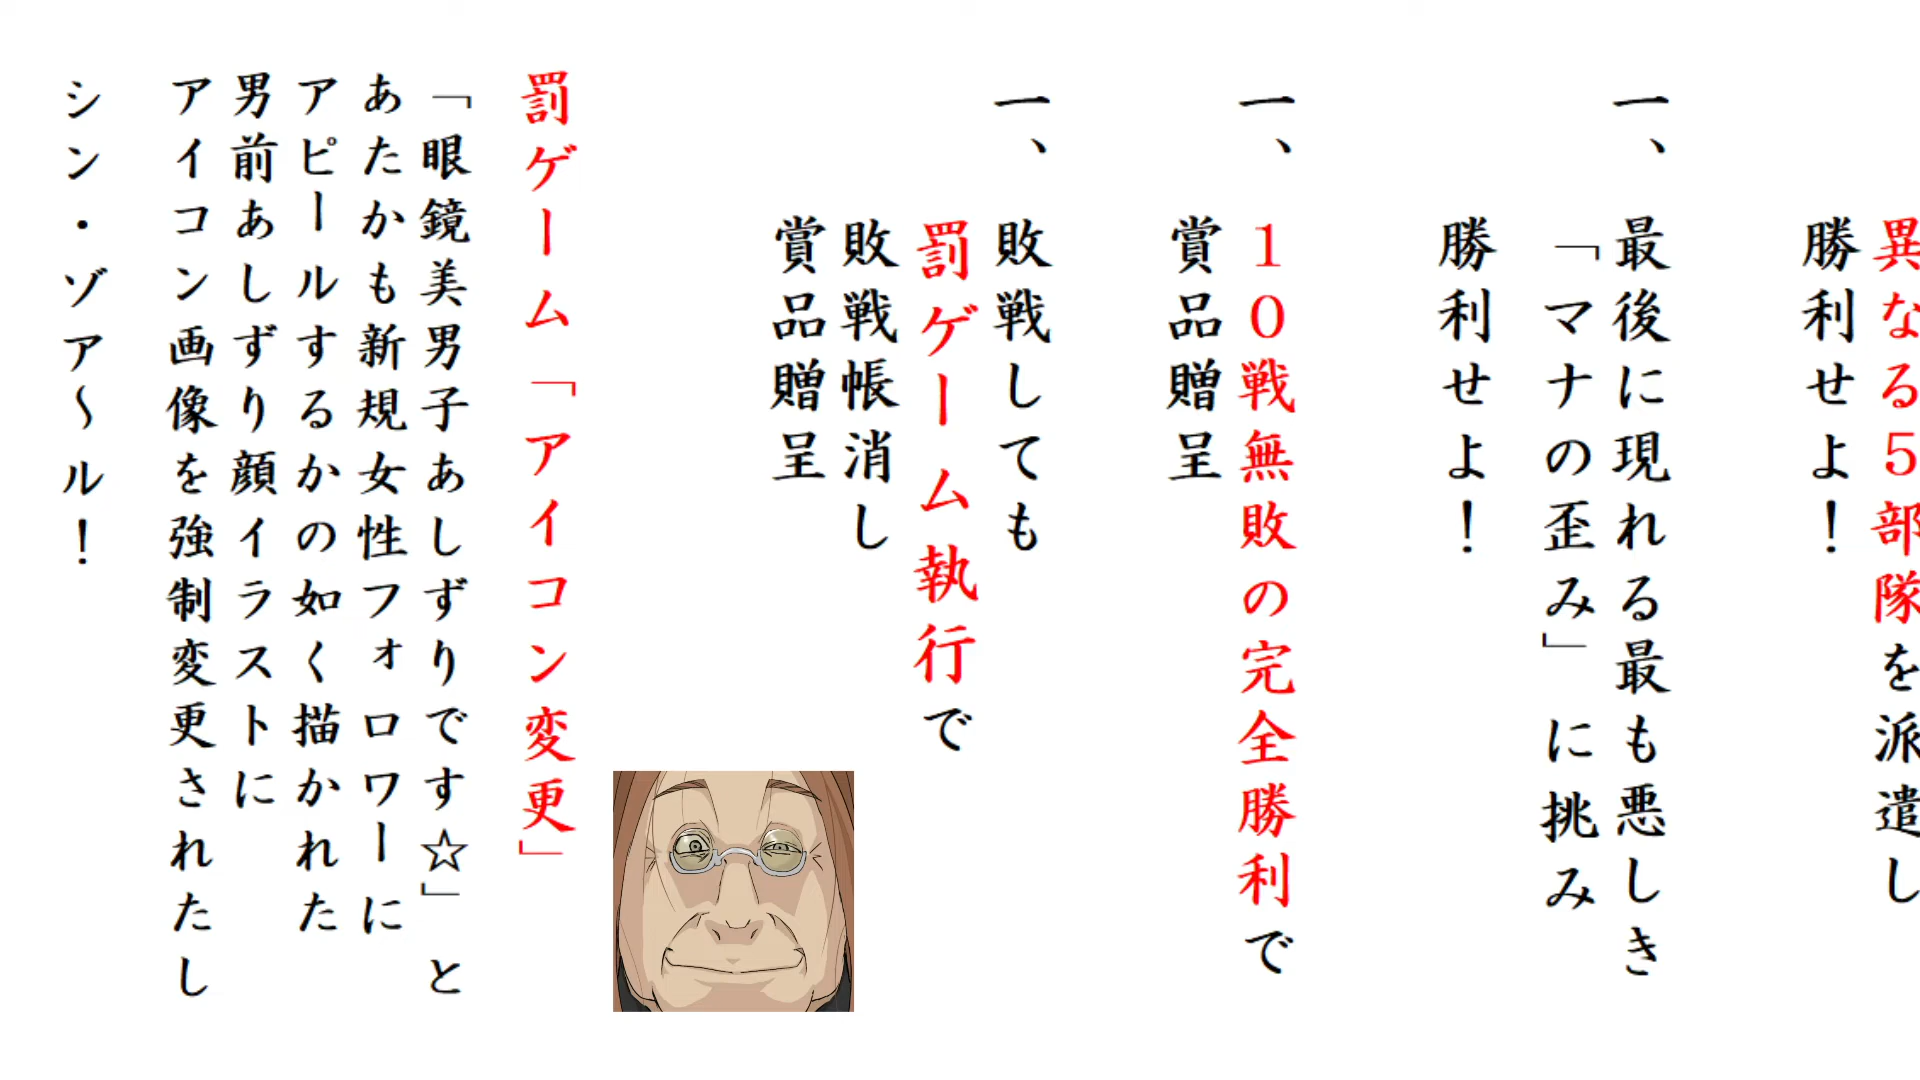 異なる5部隊を派遣し
勝利せよ！
一、最後に現れる最も悪しき
「マナの歪み」に挑み
勝利せよ！
一、10戦無敗の完全勝利で
賞品贈呈
一、敗戦しても
罰ゲーム執行で
敗戦帳消し
賞品贈呈
罰ゲーム「アイコン変更」
「眼鏡美男子あしずりです☆」と
あたかも新規女性フォロワーに
アピールするかの如く描かれた
男前あしずり顔イラストに
アイコン画像を強制変更されたし
シン・ゾア～ル！